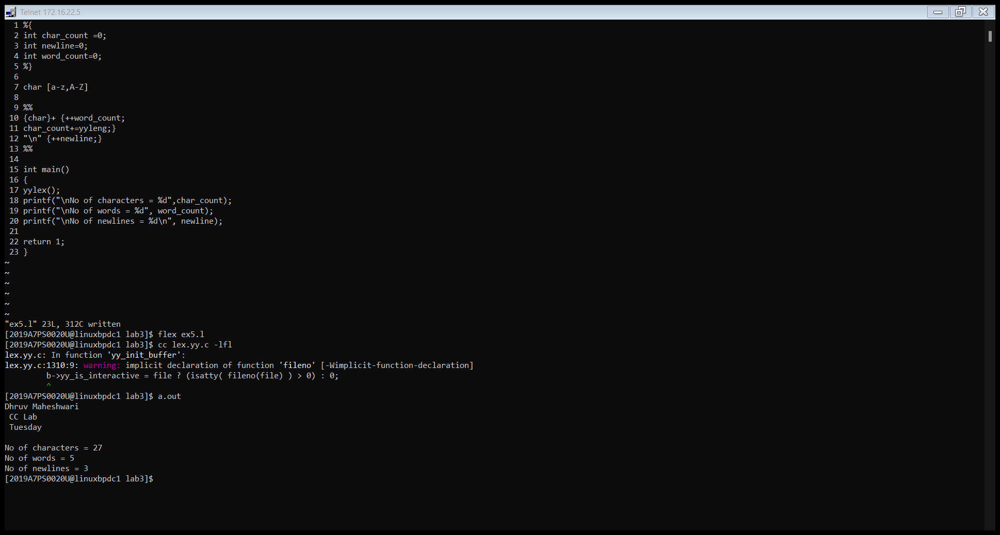 Telnet 172.16.22.5
1 %{
2 int char_count =0;
3 int newline=0;
4 int word_count=0;
5 %}
6
7 char [a-z,A-Z]
8
9 %%
10 {char}+ {++word_count;
11 char_count+=yyleng;}
12 "\n" {++newline;}
13 %%
14
15 int main()
16 {
17 yylex();
18 printf("\nNo of characters = %d",char_count);
19 printf("\nNo of words = %d", word_count);
20 printf("\nNo of newlines = %d\n", newline);
21
22 return 1;
23 }
~
~
~
~
~
~
"ex5.l" 23L, 312C written
[2019A7PS0020U@linuxbpdc1 lab3]$ flex ex5.l
[2019A7PS0020U@linuxbpdc1 lab3]$ cc lex.yy.c -lfl
lex.yy.c: In function 'yy_init_buffer':
lex.yy.c:1310:9: warning: implicit declaration of function 'fileno' [-Wimplicit-function-declaration]
b->yy_is_interactive = file ? (isatty( fileno(file) ) > 0) : 0;
^
[2019A7PS0020U@linuxbpdc1 lab3]$ a.out
Dhruv Maheshwari
CC Lab
Tuesday
No of characters = 27
No of words = 5
No of newlines = 3
[2019A7PS0020U@linuxbpdc1 lab3]$